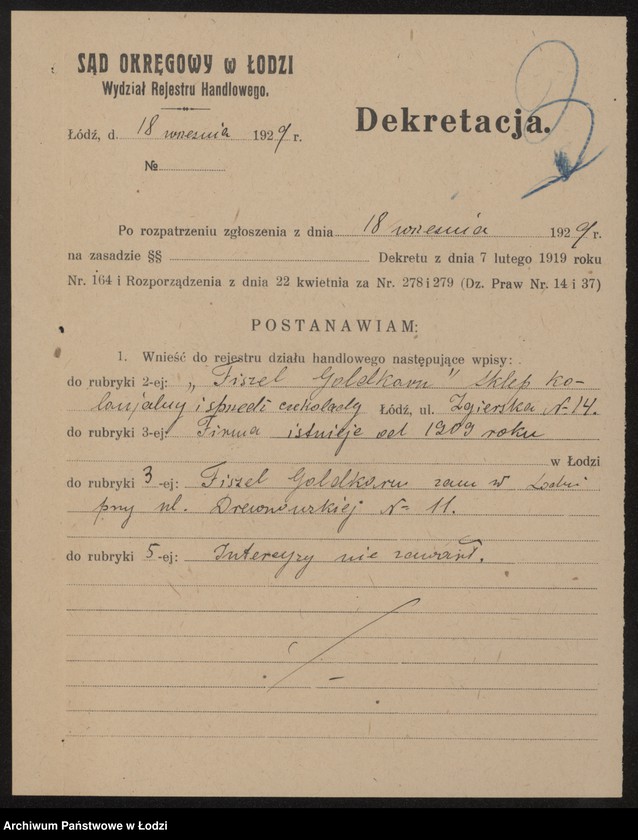 SĄD OKRĘGOWY w ŁODZI
Wydział Rejestru Handlowego.
Łódź, d. 18 września 1929 r.
№
Dekretacja.
Po rozpatrzeniu zgłoszenia z dnia 18 września 1929 r.
na zasadzie §§ Dekretu z dnia 7 lutego 1919 roku
Nr. 164 i Rozporządzenia z dnia 22 kwietnia za Nr. 278 i 279 (Dz. Praw Nr. 14 i 37)
POSTANAWIAM:
1. Wnieść do rejestru działu handlowego następujące wpisy:
do rubryki 2-ej: „Fiszel Goldkorn" Sklep ko-
lonjalny i sprzedż czekolady Łódź, ul. Zgierska N-14.
do rubryki 3-ej: Firma istnieje od 1909 roku
w Łodzi
do rubryki 3-ej: Fiszel Goldkorn zam w Łodzi
przy ul. Drewnowskiej N- 11.
do rubryki 5-ej: Intercyzy nie zawarł.
Archiwum Państwowe w Łodzi